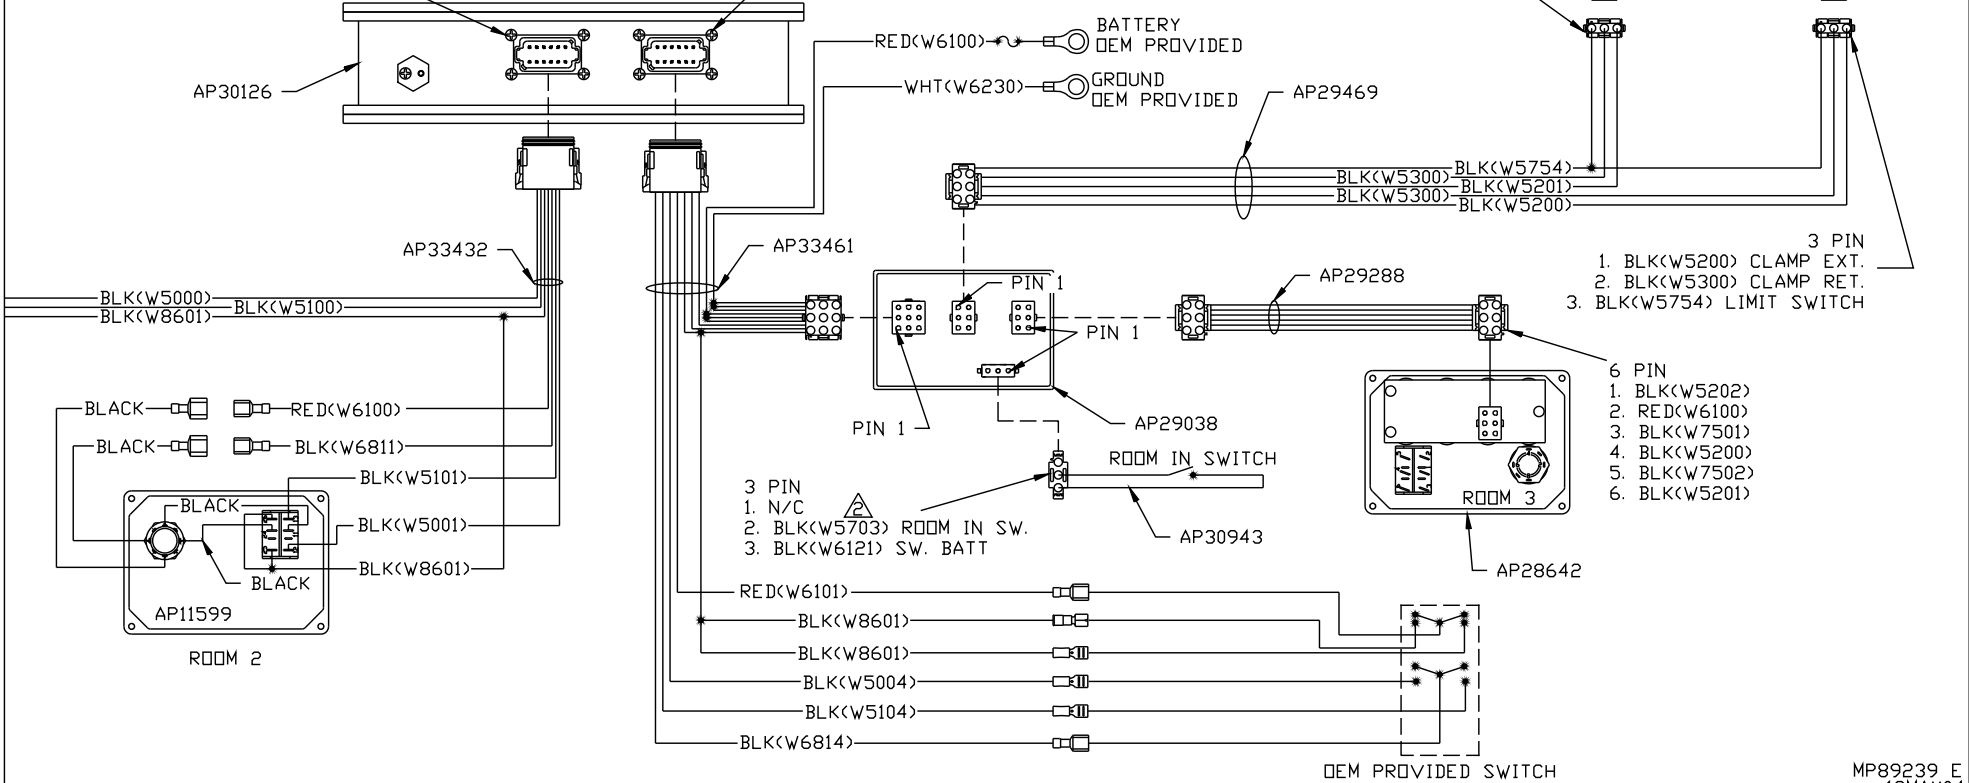 BATTERY
RED(W6100)
OEM PROVIDED
AP30126
GROUND
WHT(W6230)
OEM PROVIDED
AP29469
BLK(W5754)
BLK(W5300)
BLK(W5201)
BLK(W5300)
BLK(W5200)
AP33432
AP33461
3 PIN
1. BLK(W5200) CLAMP EXT.
2. BLK(W5300) CLAMP RET.
3. BLK(W5754) LIMIT SWITCH
PIN 1
AP29288
BLK(W5000)
BLK(W5100)
BLK(W8601)
PIN 1
6 PIN
1. BLK(W5202)
2. RED(W6100)
3. BLK(W7501)
4. BLK(W5200)
5. BLK(W7502)
6. BLK(W5201)
BLACK
RED(W6100)
PIN 1
AP29038
BLACK
BLK(W6811)
ROOM IN SWITCH
BLK(W5101)
3 PIN
1. N/C
2
2. BLK(W5703) ROOM IN SW.
3. BLK(W6121) SW. BATT
ROOM 3
BLACK
BLK(W5001)
AP30943
BLK(W8601)
BLACK
AP28642
RED(W6101)
AP11599
BLK(W8601)
ROOM 2
BLK(W8601)
BLK(W5004)
BLK(W5104)
BLK(W6814)
OEM PROVIDED SWITCH
MP89239 E